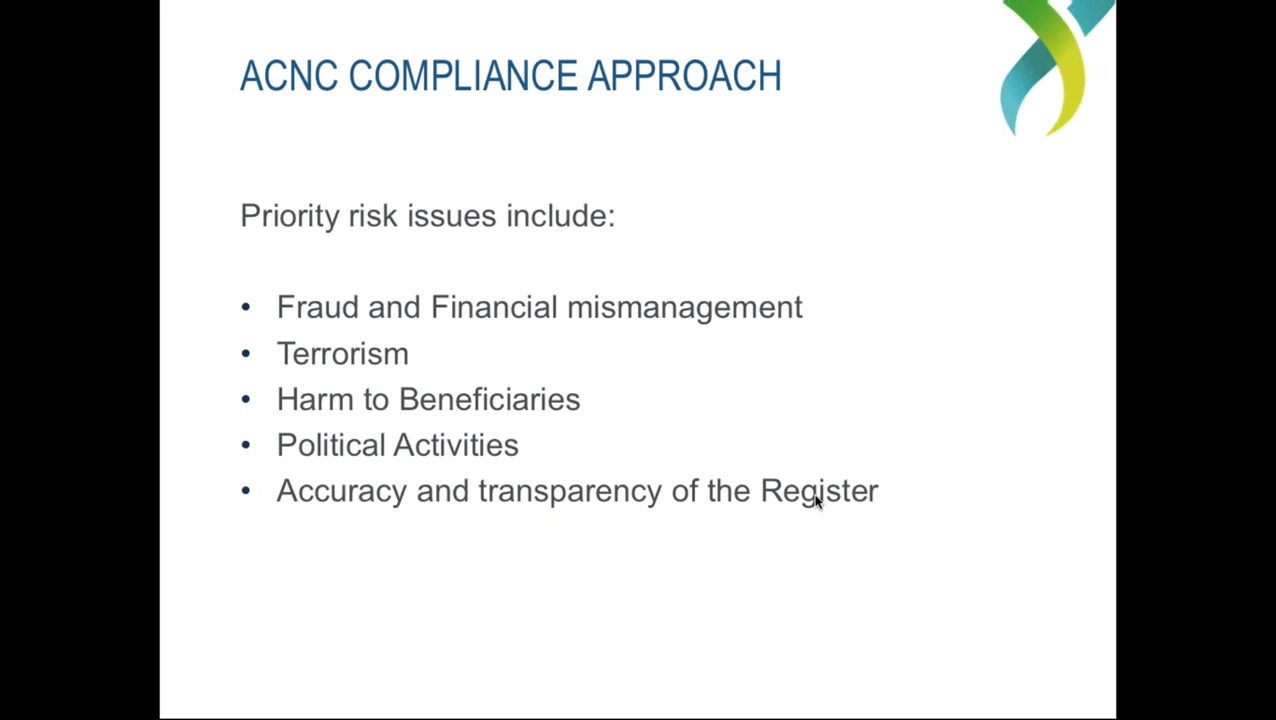 ACNC COMPLIANCE APPROACH
Priority risk issues include:
• Fraud and Financial mismanagement
• Terrorism
• Harm to Beneficiaries
• Political Activities
• Accuracy and transparency of the Register